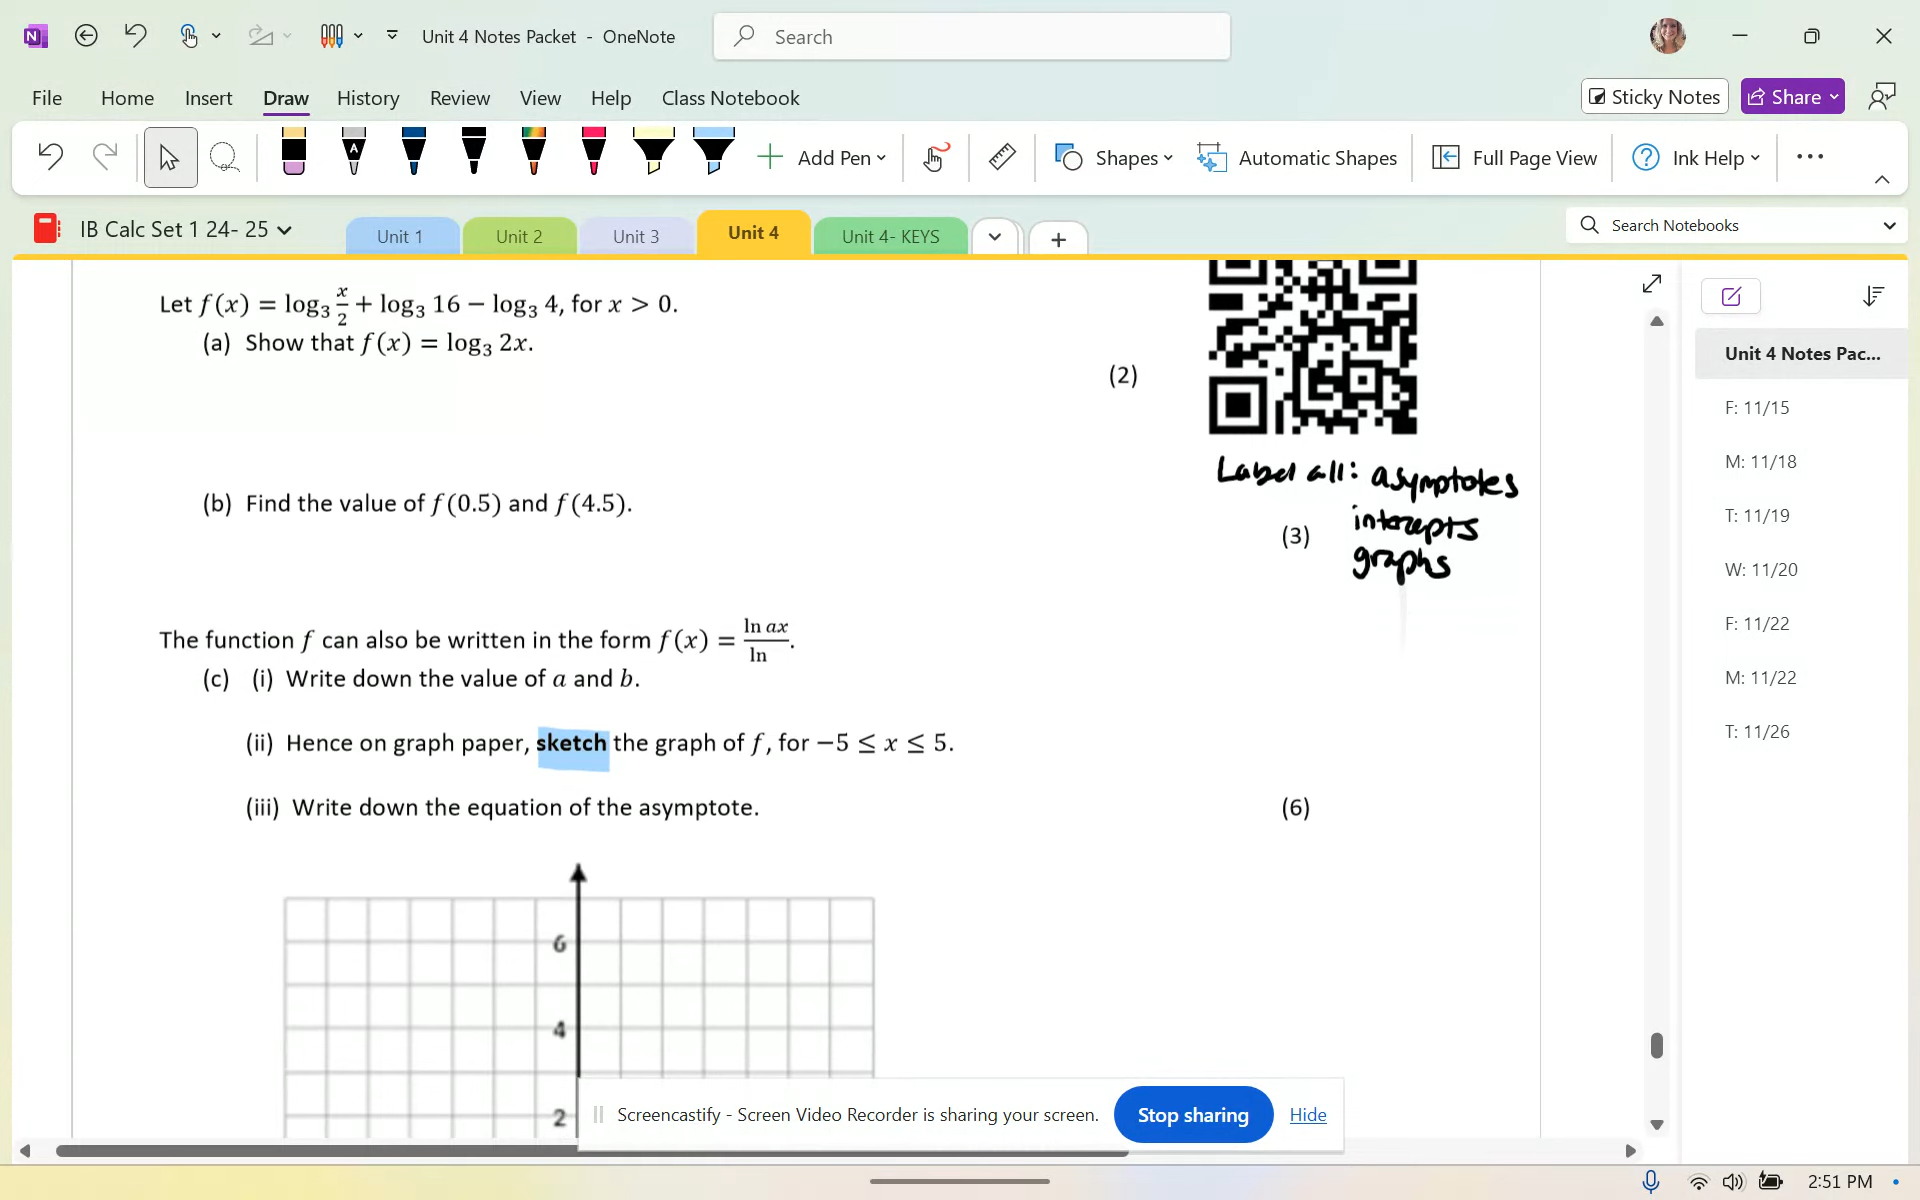 Unit 4 Notes Packet - OneNote
Search
File Home Insert Draw History Review View Help Class Notebook
Sticky Notes
Share
Add Pen
Shapes
Automatic Shapes
Full Page View
Ink Help
IB Calc Set 1 24- 25
Unit 1
Unit 2
Unit 3
Unit 4
Unit 4- KEYS
Search Notebooks
Let f(x) = log₃ x/2 + log₃ 16 − log₃ 4, for x > 0.
(a) Show that f(x) = log₃ 2x.
(2)
Label all: asymptotes
intercepts
graphs
(b) Find the value of f(0.5) and f(4.5).
(3)
The function f can also be written in the form f(x) = ln ax / ln .
(c) (i) Write down the value of a and b.
(ii) Hence on graph paper, sketch the graph of f, for −5 ≤ x ≤ 5.
(iii) Write down the equation of the asymptote.
(6)
6
4
2
Screencastify - Screen Video Recorder is sharing your screen.
Stop sharing
Hide
Unit 4 Notes Pac...
F: 11/15
M: 11/18
T: 11/19
W: 11/20
F: 11/22
M: 11/22
T: 11/26
2:51 PM